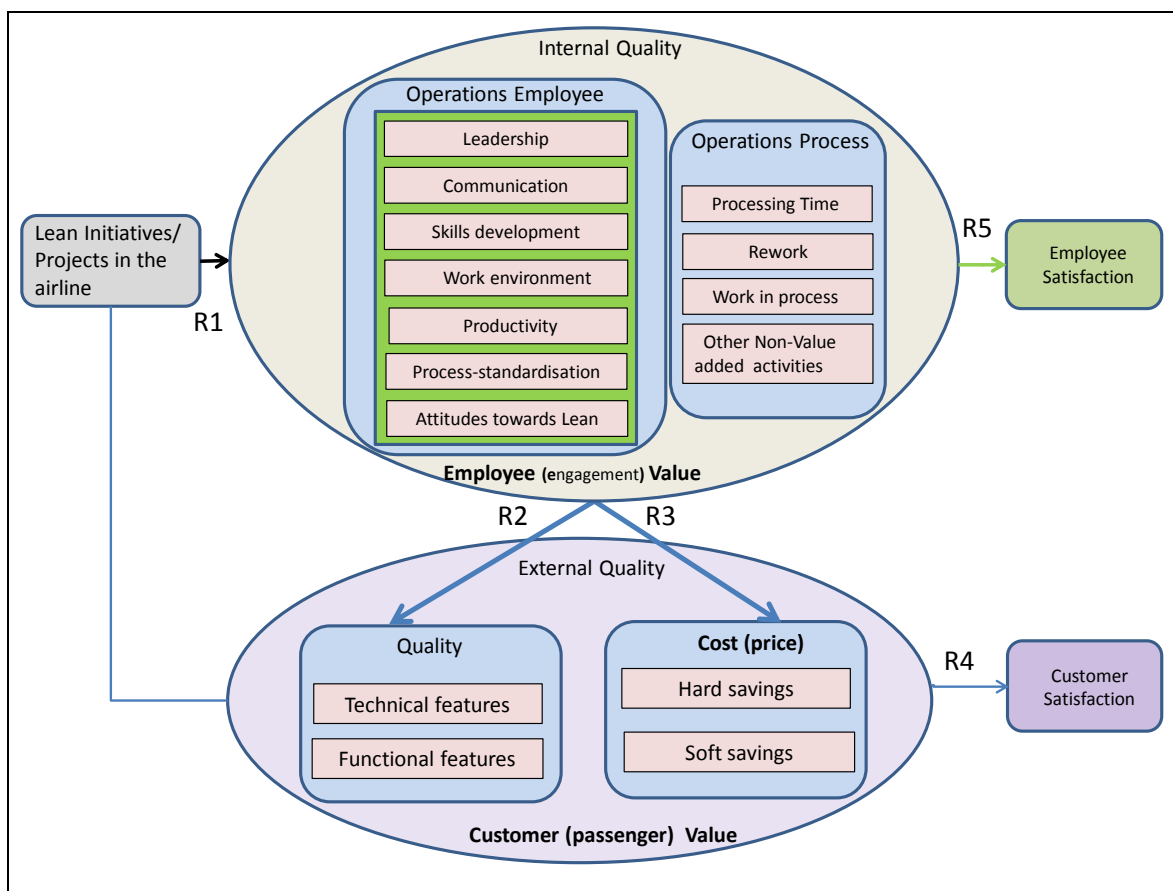 Internal Quality
Operations Employee
Leadership
Communication
Skills development
Work environment
Productivity
Process-standardisation
Attitudes towards Lean
Operations Process
Processing Time
Rework
Work in process
Other Non-Value
added activities
Employee (engagement) Value
Lean Initiatives/
Projects in the
airline
R1
R5
Employee
Satisfaction
R2
R3
External Quality
Quality
Technical features
Functional features
Cost (price)
Hard savings
Soft savings
Customer (passenger) Value
R4
Customer
Satisfaction